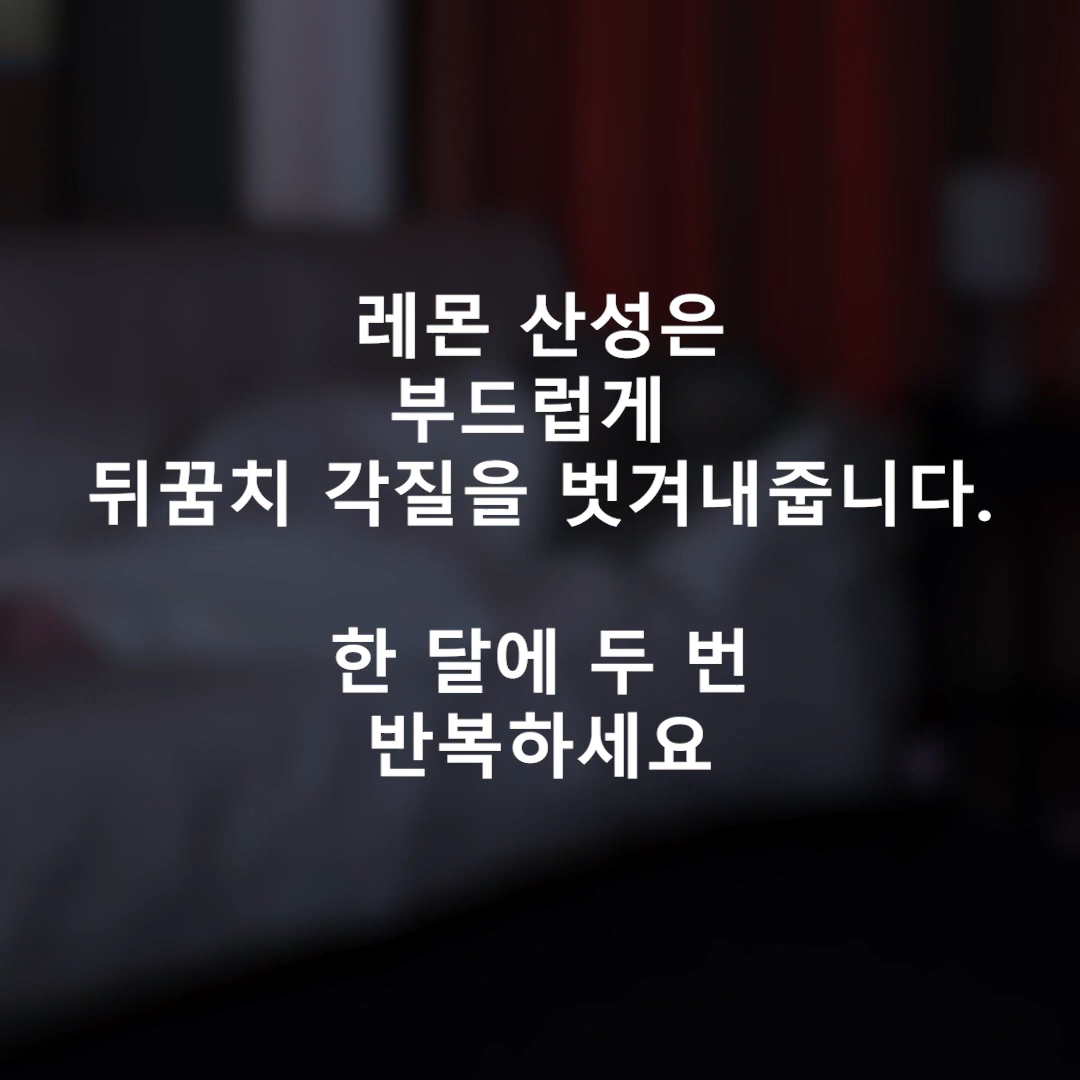 레몬 산성은
부드럽게
뒤꿈치 각질을 벗겨내줍니다.
한 달에 두 번
반복하세요